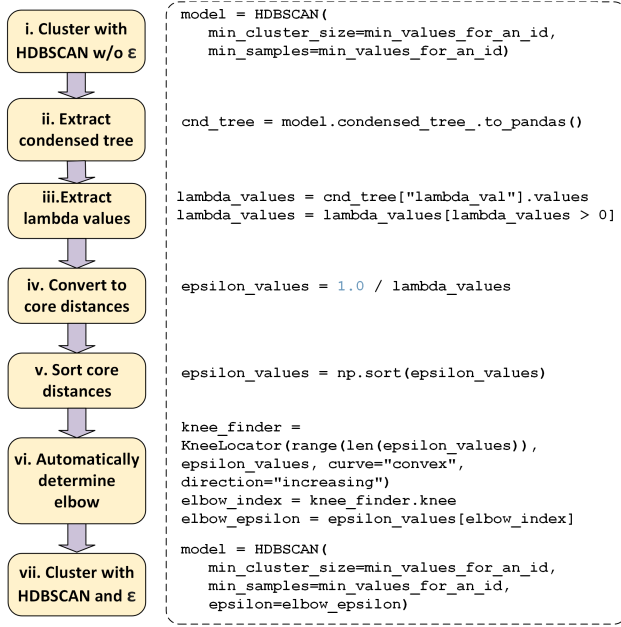 i. Cluster with
HDBSCAN w/o ε
model = HDBSCAN(
min_cluster_size=min_values_for_an_id,
min_samples=min_values_for_an_id)
ii. Extract
condensed tree
cnd_tree = model.condensed_tree_.to_pandas()
iii.Extract
lambda values
lambda_values = cnd_tree["lambda_val"].values
lambda_values = lambda_values[lambda_values > 0]
iv. Convert to
core distances
epsilon_values = 1.0 / lambda_values
v. Sort core
distances
epsilon_values = np.sort(epsilon_values)
vi. Automatically
determine
elbow
knee_finder =
KneeLocator(range(len(epsilon_values)),
epsilon_values, curve="convex",
direction="increasing")
elbow_index = knee_finder.knee
elbow_epsilon = epsilon_values[elbow_index]
vii. Cluster with
HDBSCAN and ε
model = HDBSCAN(
min_cluster_size=min_values_for_an_id,
min_samples=min_values_for_an_id,
epsilon=elbow_epsilon)